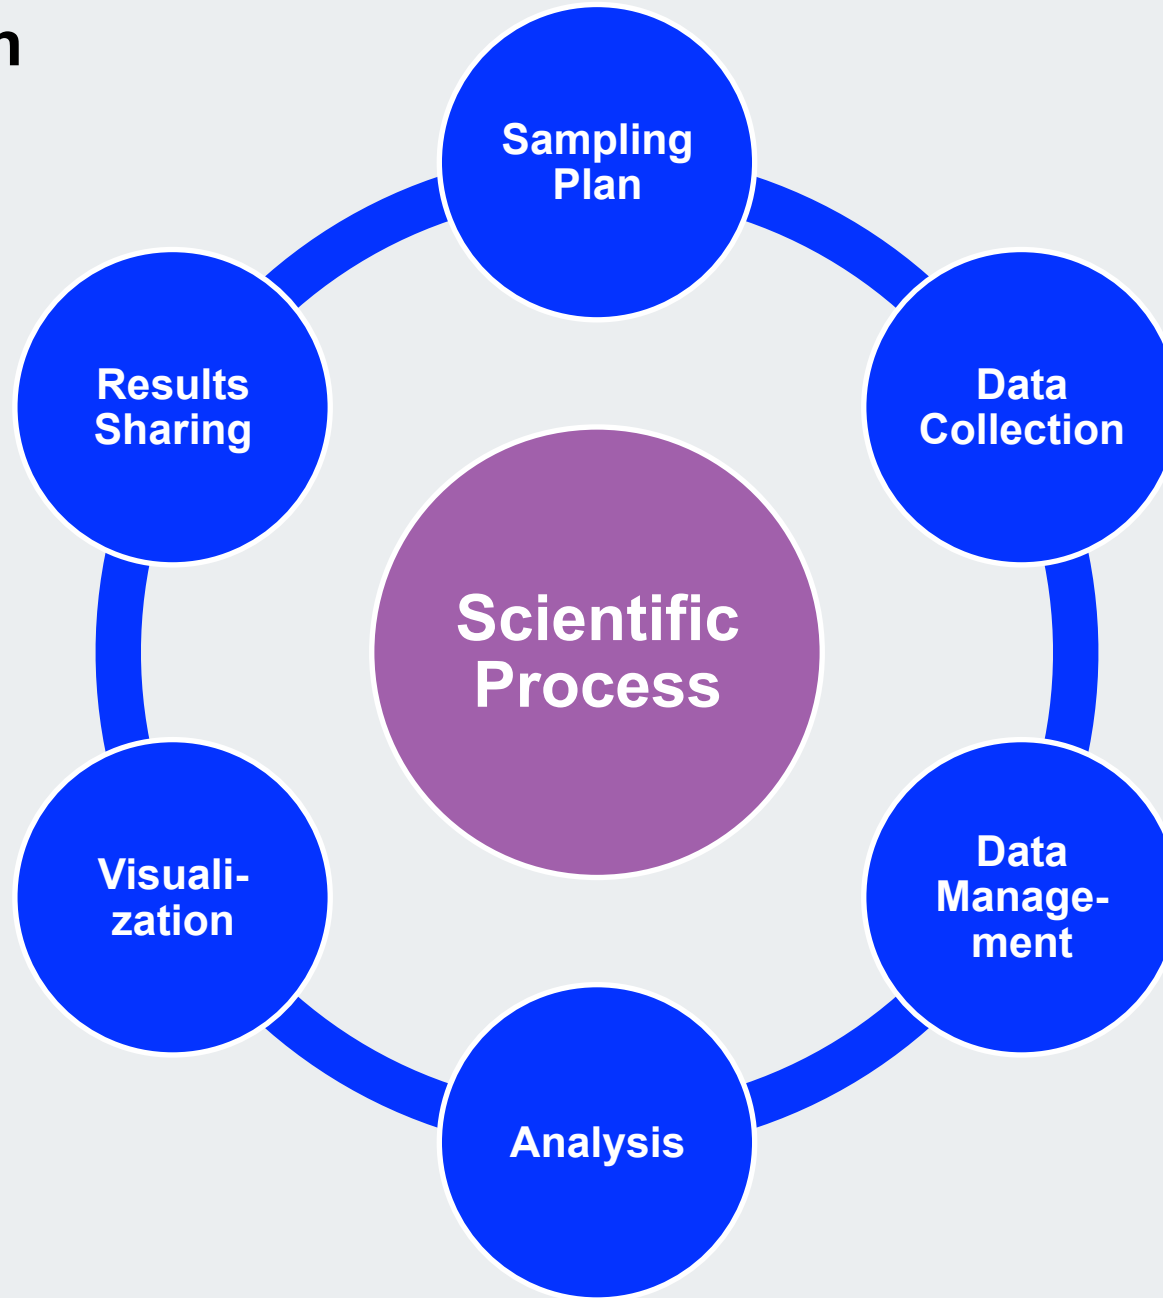 n
Sampling
Plan
Data
Collection
Data
Manage-
ment
Analysis
Visuali-
zation
Results
Sharing
Scientific
Process